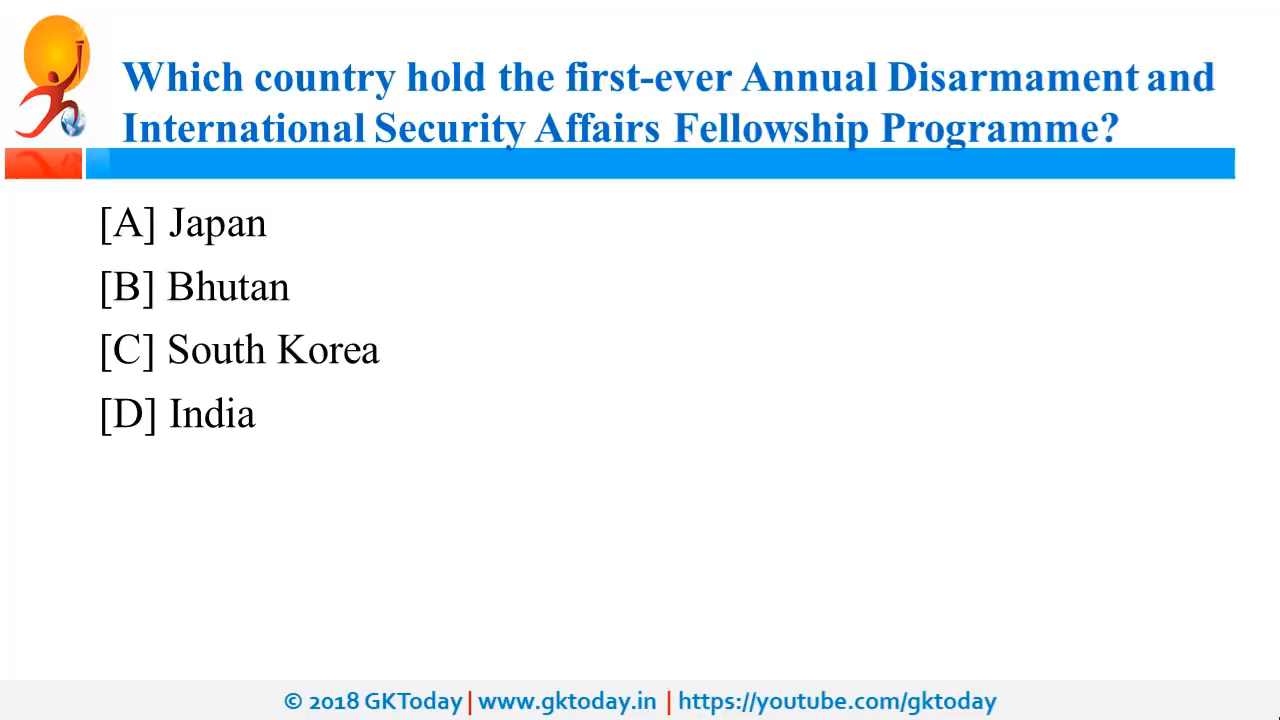 Which country hold the first-ever Annual Disarmament and
International Security Affairs Fellowship Programme?
[A] Japan
[B] Bhutan
[C] South Korea
[D] India
© 2018 GKToday | www.gktoday.in | https://youtube.com/gktoday